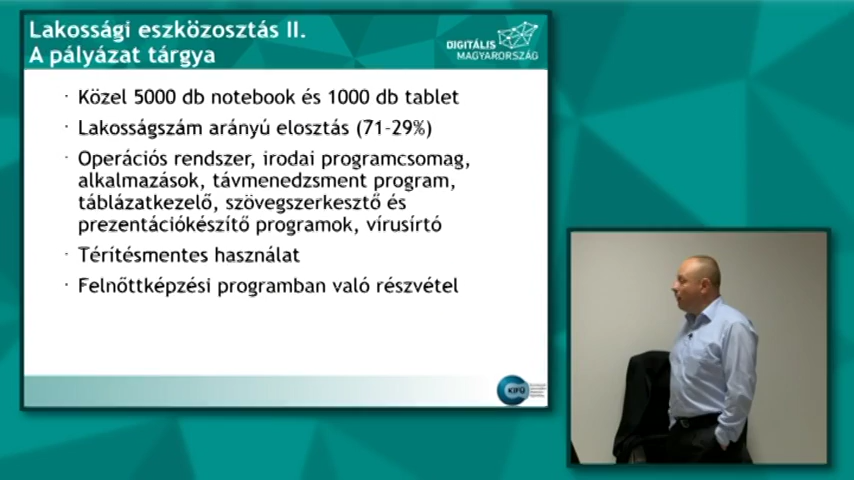 Lakossági eszközosztás II.
A pályázat tárgya
DIGITÁLIS
MAGYARORSZÁG
· Közel 5000 db notebook és 1000 db tablet
· Lakosságszám arányú elosztás (71-29%)
· Operációs rendszer, irodai programcsomag,
alkalmazások, távmenedzsment program,
táblázatkezelő, szövegszerkesztő és
prezentációkészítő programok, vírusírtó
· Térítésmentes használat
· Felnőttképzési programban való részvétel
KIFÜ